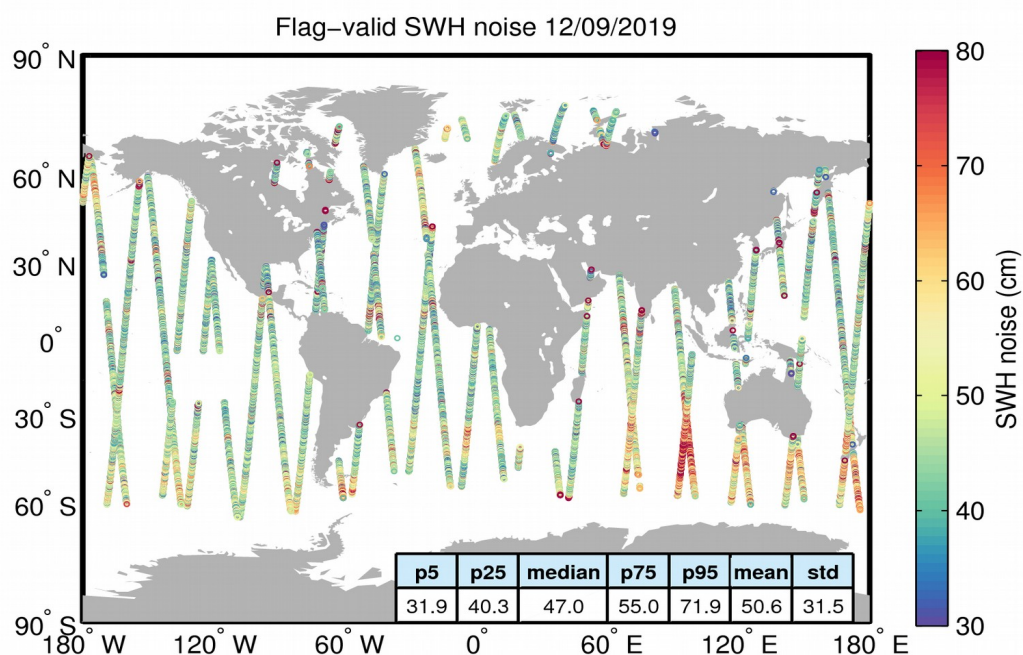 Flag−valid SWH noise 12/09/2019
90° N
60° N
30° N
0°
30° S
60° S
90° S
180° W
120° W
60° W
0°
60° E
120° E
180° E
p5 p25 median p75 p95 mean std
31.9 40.3 47.0 55.0 71.9 50.6 31.5
80
70
60
50
40
30
SWH noise (cm)